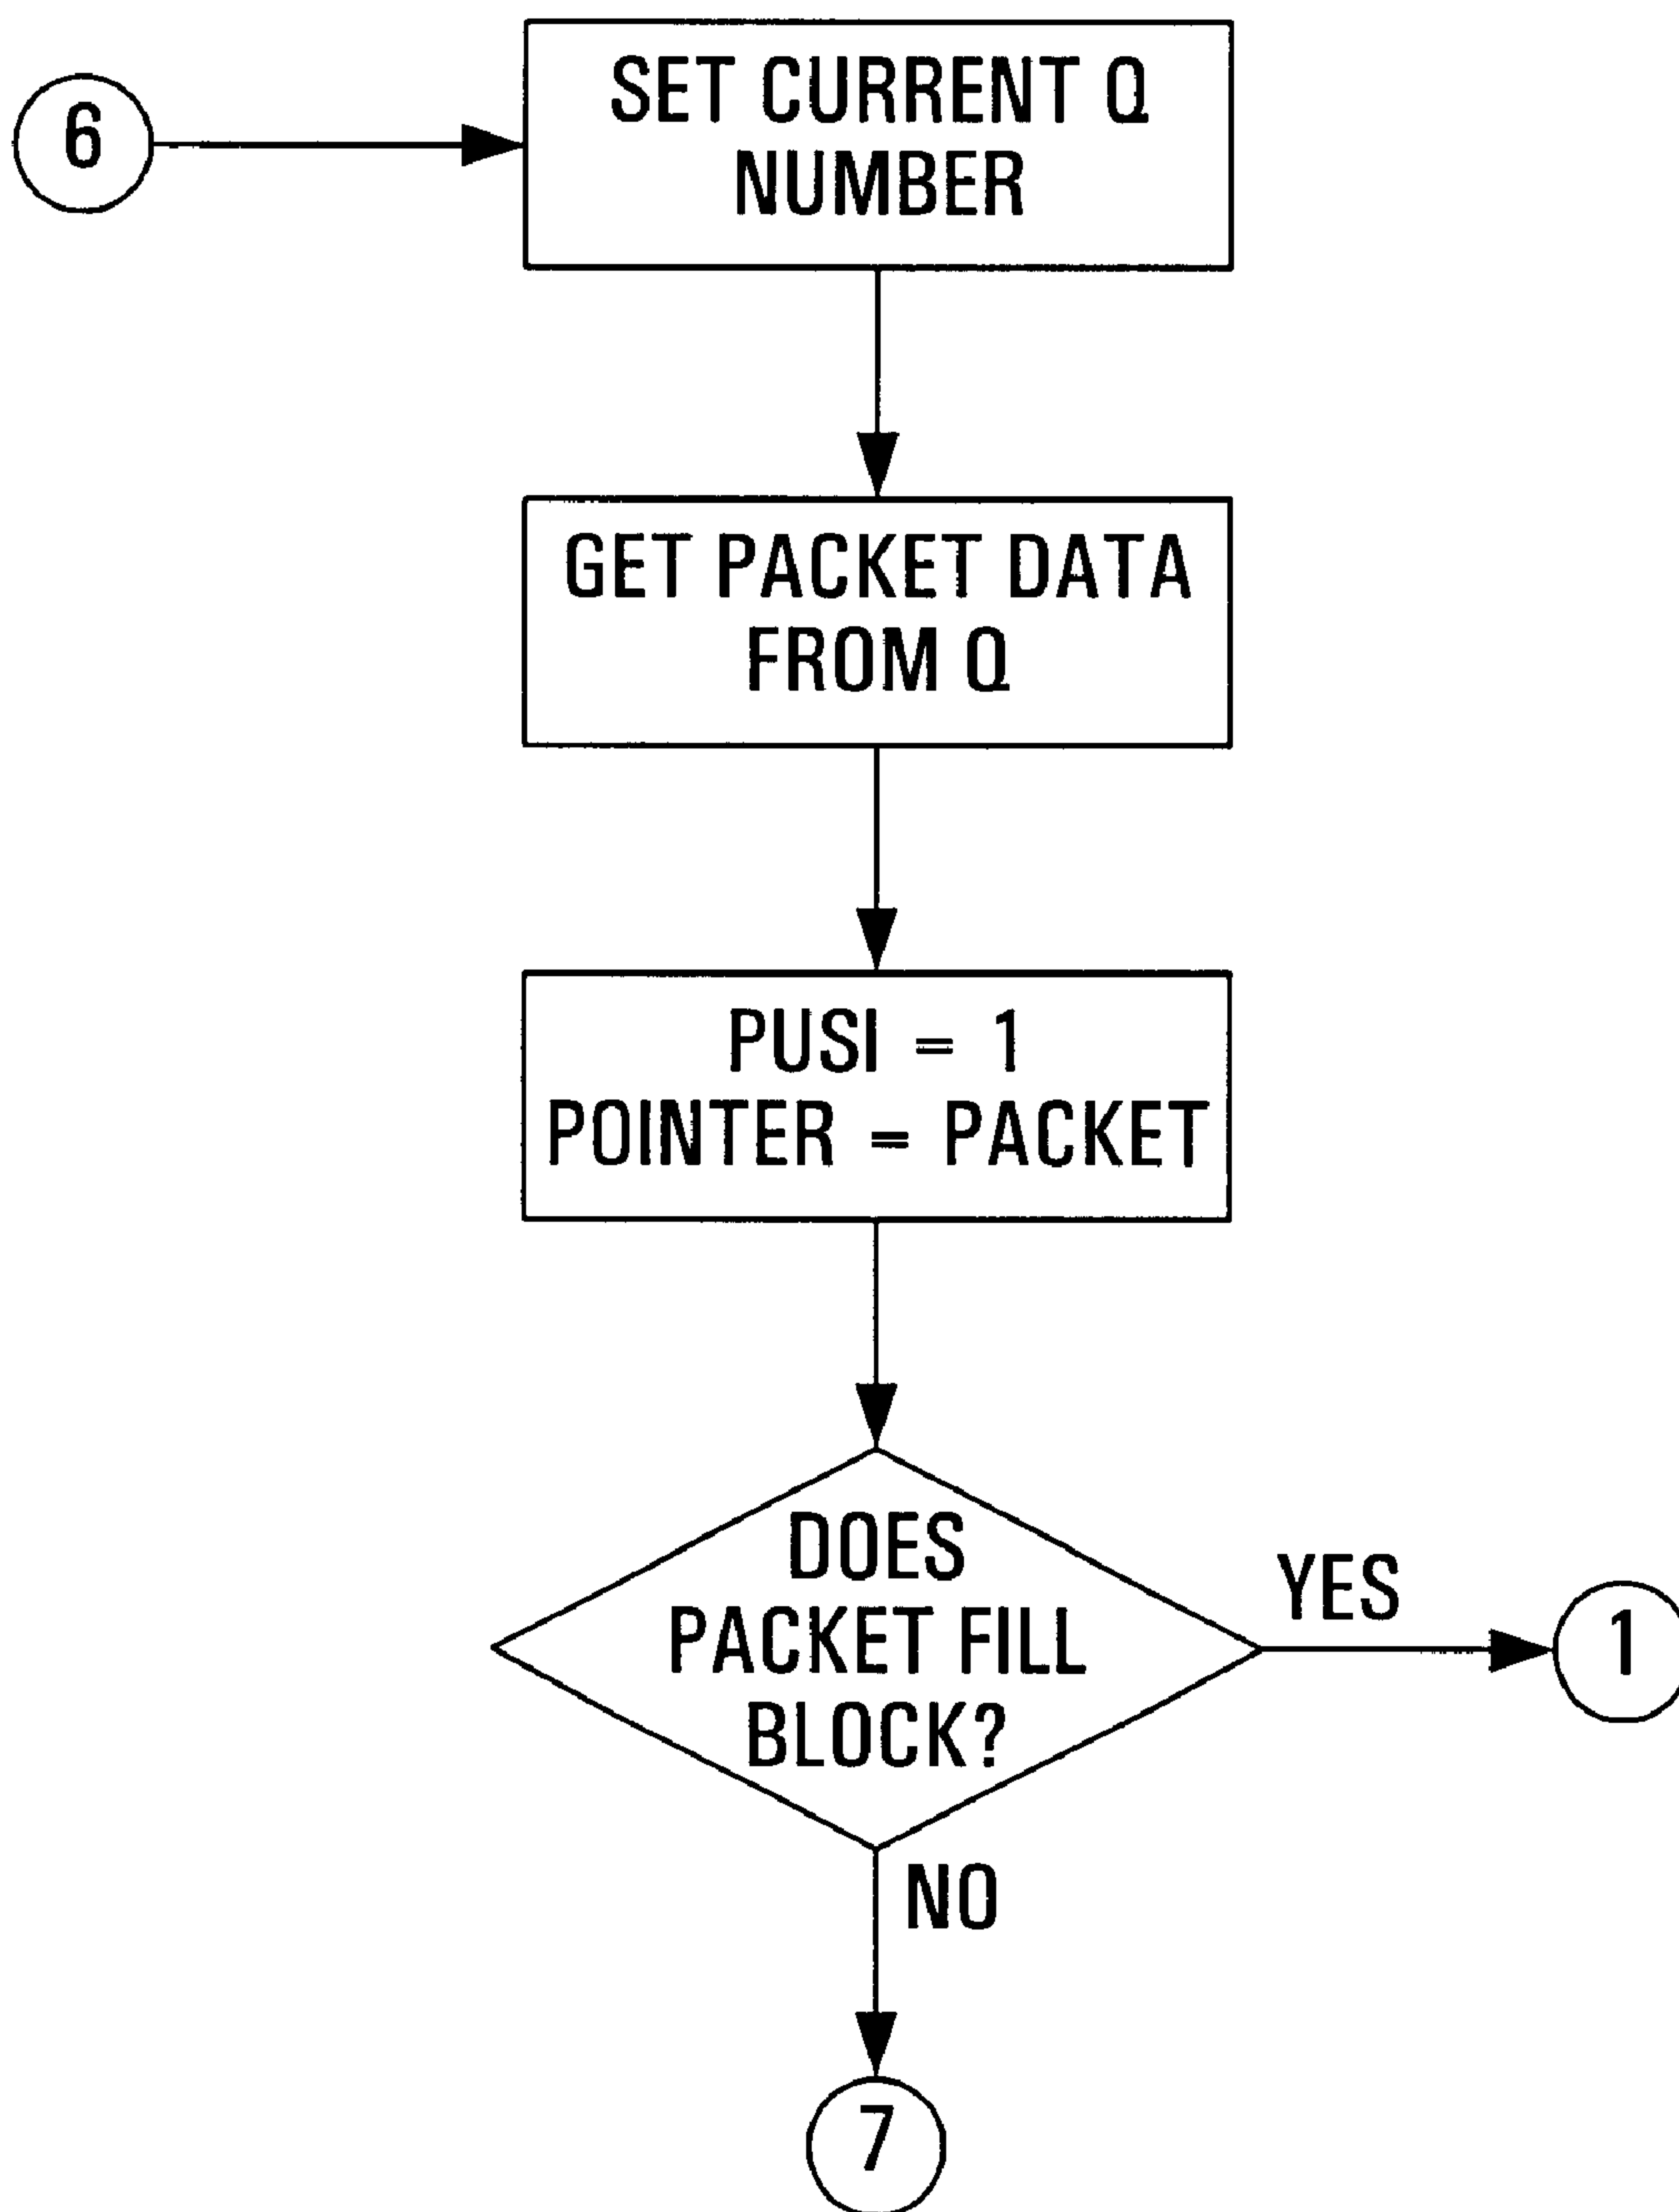 6
SET CURRENT Q
NUMBER
GET PACKET DATA
FROM Q
PUSI = 1
POINTER = PACKET
DOES
PACKET FILL
BLOCK?
YES
1
NO
7